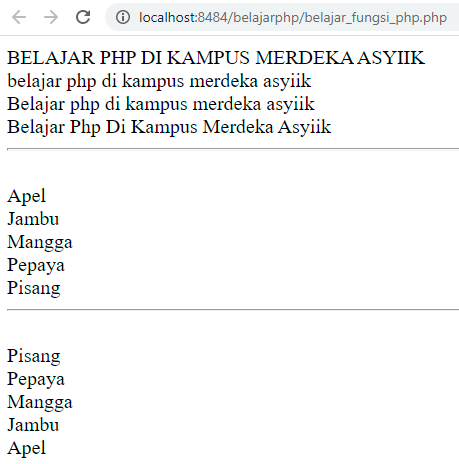 localhost:8484/belajarphp/belajar_fungsi_php.php
BELAJAR PHP DI KAMPUS MERDEKA ASYIIK
belajar php di kampus merdeka asyiik
Belajar php di kampus merdeka asyiik
Belajar Php Di Kampus Merdeka Asyiik
Apel
Jambu
Mangga
Pepaya
Pisang
Pisang
Pepaya
Mangga
Jambu
Apel